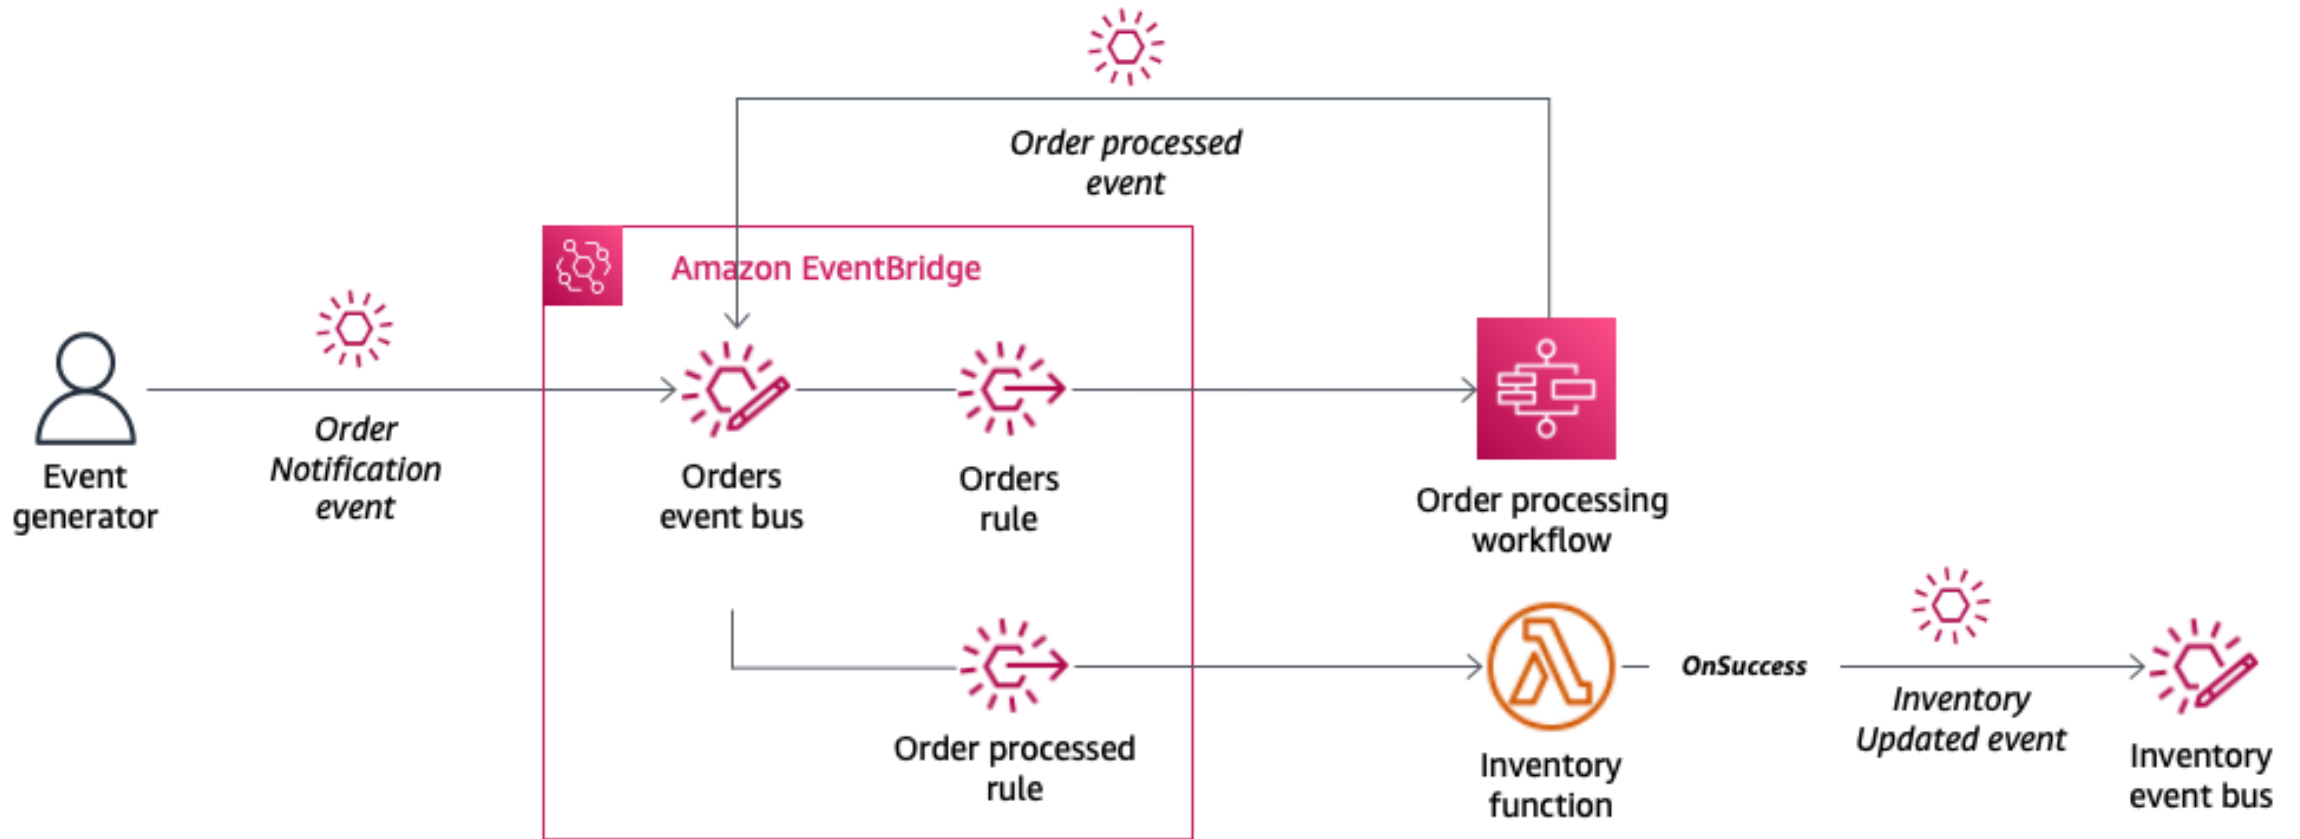 Order processed
event
Amazon EventBridge
Order
Notification
event
Event
generator
Orders
event bus
Orders
rule
Order processing
workflow
OnSuccess
Inventory
Updated event
Order processed
rule
Inventory
function
Inventory
event bus